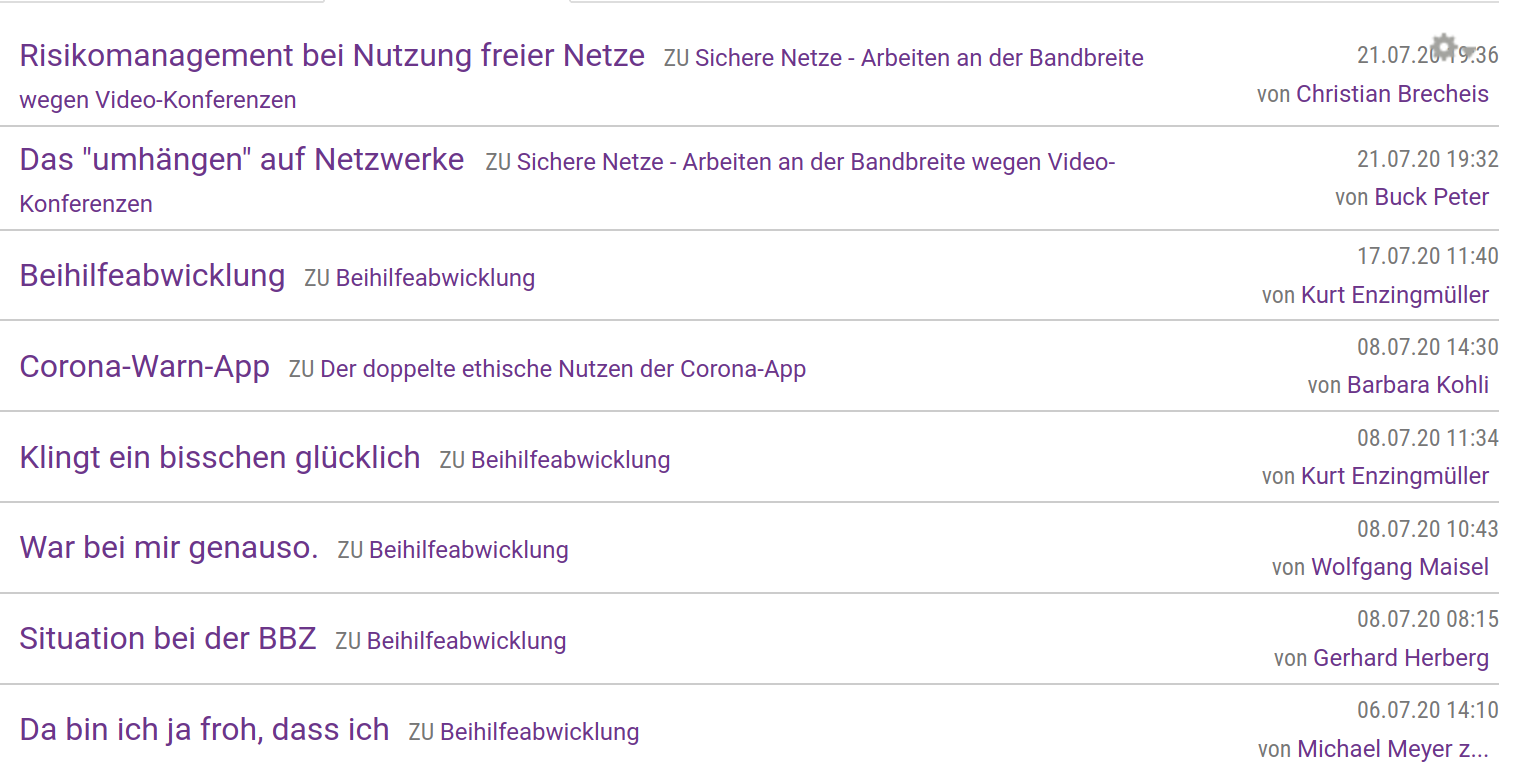 Risikomanagement bei Nutzung freier Netze ZU Sichere Netze - Arbeiten an der Bandbreite
wegen Video-Konferenzen
21.07.20 19:36
von Christian Brecheis
Das "umhängen" auf Netzwerke ZU Sichere Netze - Arbeiten an der Bandbreite wegen Video-
Konferenzen
21.07.20 19:32
von Buck Peter
Beihilfeabwicklung ZU Beihilfeabwicklung
17.07.20 11:40
von Kurt Enzingmüller
Corona-Warn-App ZU Der doppelte ethische Nutzen der Corona-App
08.07.20 14:30
von Barbara Kohli
Klingt ein bisschen glücklich ZU Beihilfeabwicklung
08.07.20 11:34
von Kurt Enzingmüller
War bei mir genauso. ZU Beihilfeabwicklung
08.07.20 10:43
von Wolfgang Maisel
Situation bei der BBZ ZU Beihilfeabwicklung
08.07.20 08:15
von Gerhard Herberg
Da bin ich ja froh, dass ich ZU Beihilfeabwicklung
06.07.20 14:10
von Michael Meyer z...